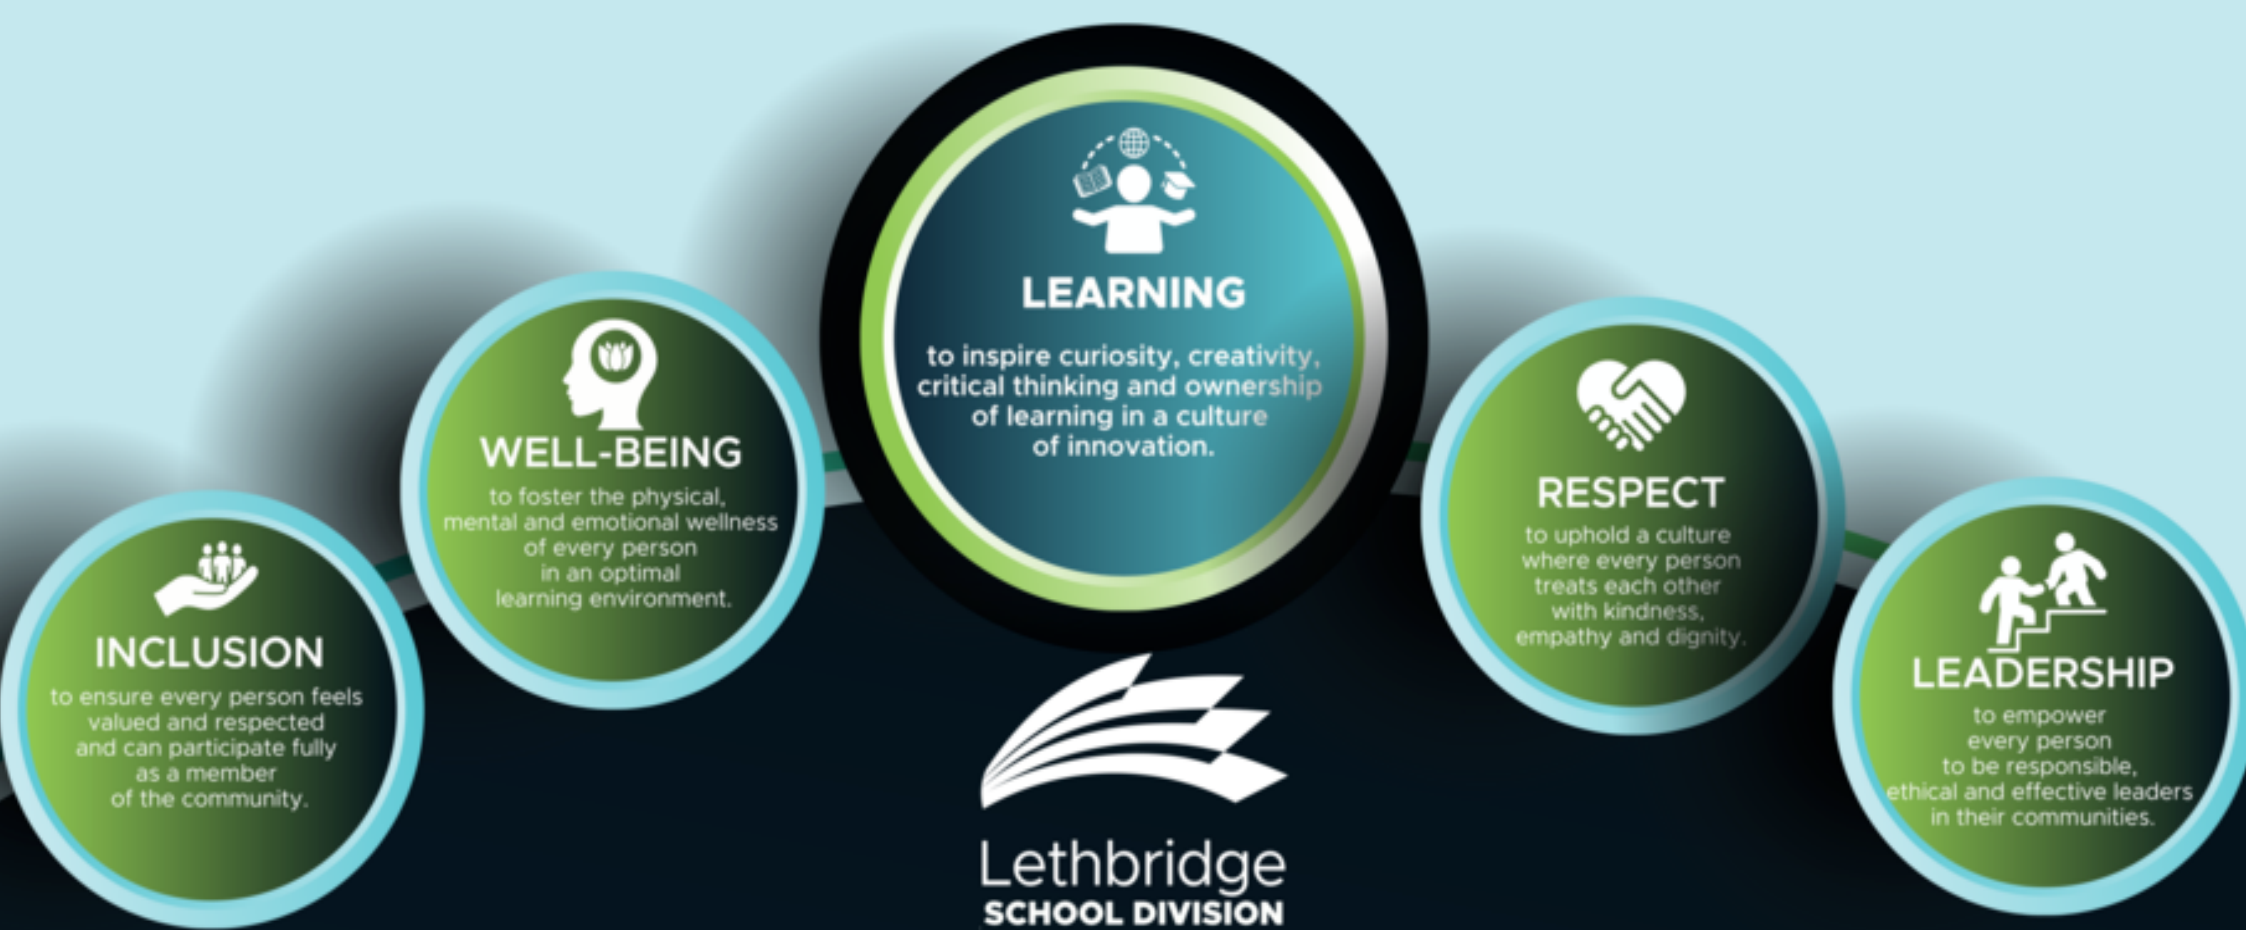 INCLUSION
to ensure every person feels
valued and respected
and can participate fully
as a member
of the community.
WELL-BEING
to foster the physical,
mental and emotional wellness
of every person
in an optimal
learning environment.
LEARNING
to inspire curiosity, creativity,
critical thinking and ownership
of learning in a culture
of innovation.
RESPECT
to uphold a culture
where every person
treats each other
with kindness,
empathy and dignity.
LEADERSHIP
to empower
every person
to be responsible,
ethical and effective leaders
in their communities.
Lethbridge
SCHOOL DIVISION